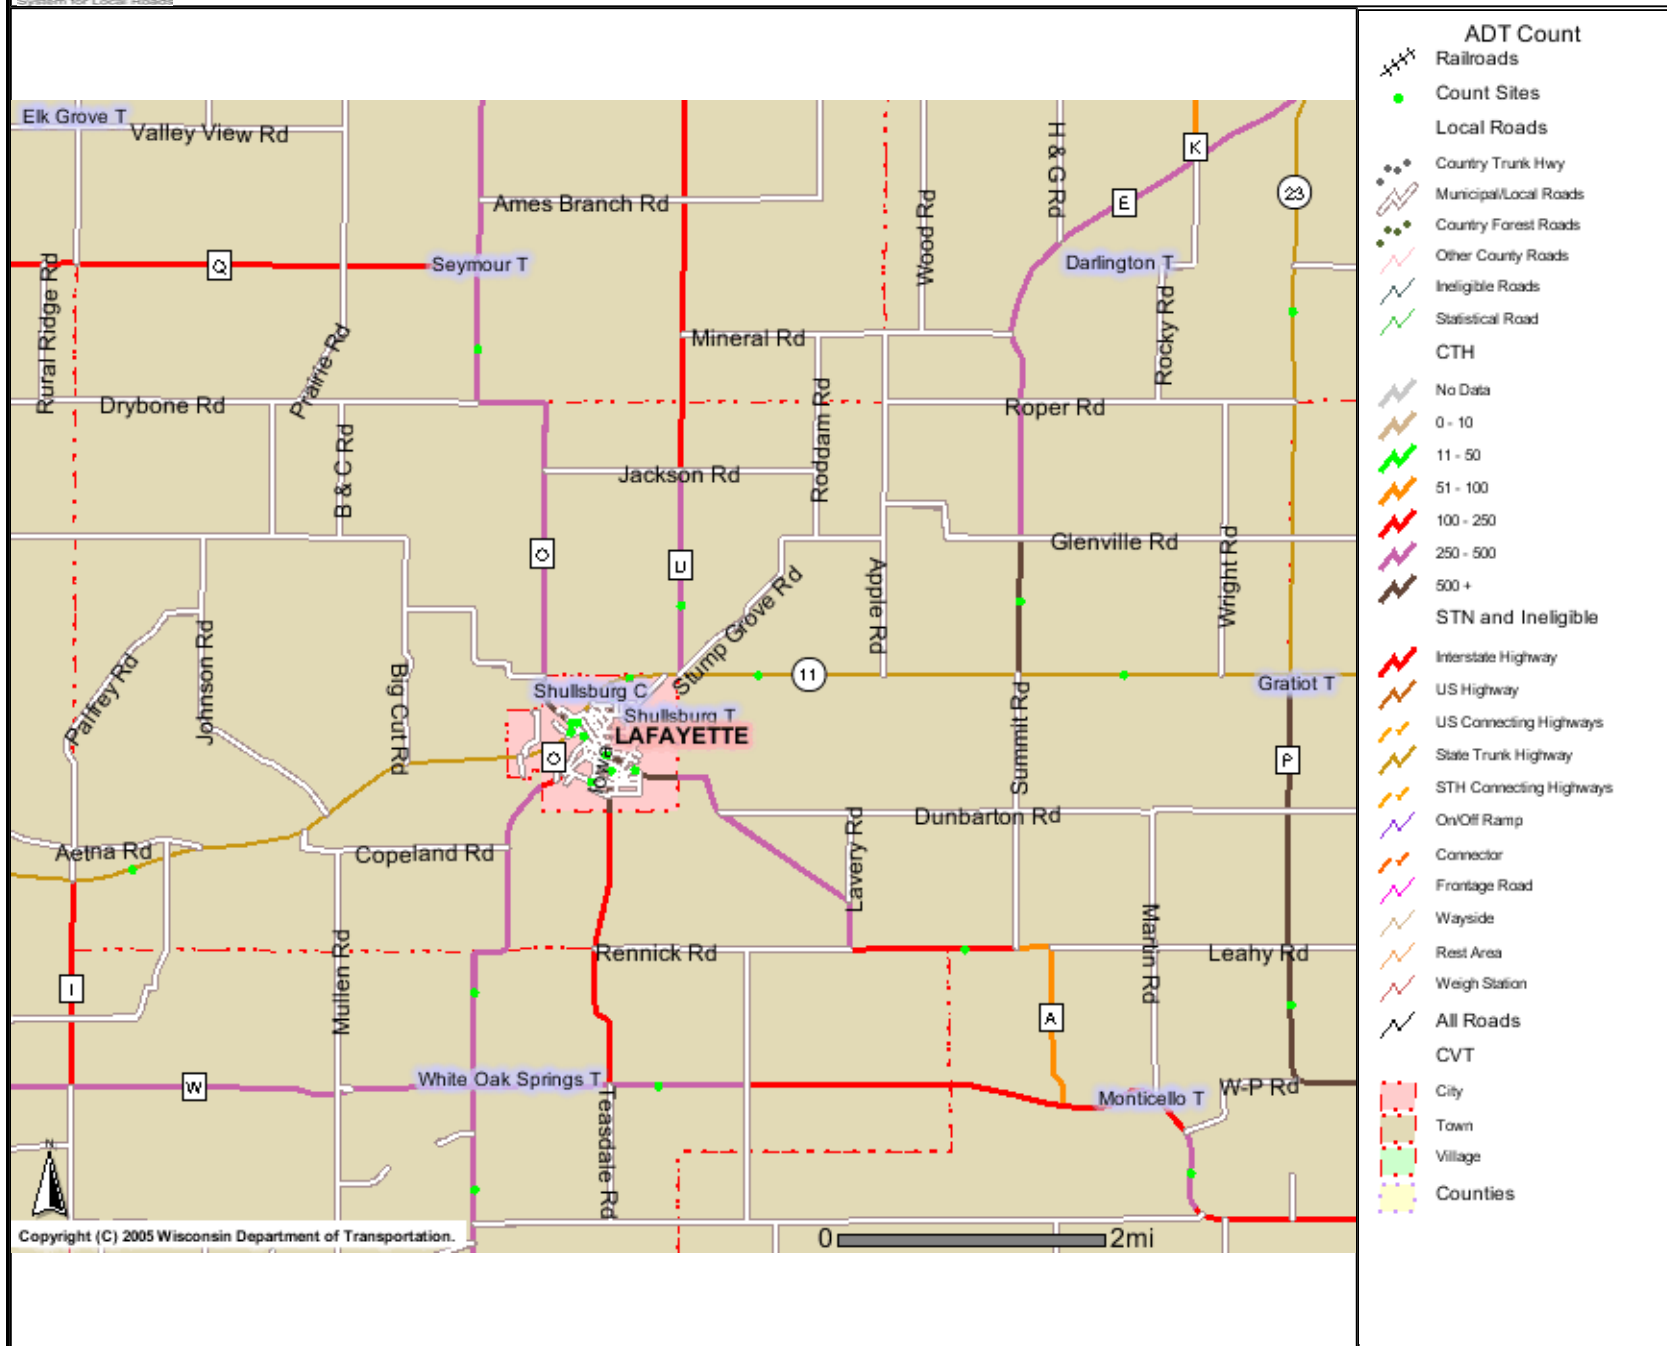 System for Local Roads
Elk Grove T
Valley View Rd
Ames Branch Rd
H & G Rd
K
E
23
Wood Rd
Q
Seymour T
Darlington T
Rural Ridge Rd
Prairie Rd
Mineral Rd
Rocky Rd
Drybone Rd
Roddam Rd
Roper Rd
B & C Rd
Jackson Rd
O
U
Glenville Rd
Stump Grove Rd
Apple Rd
Wright Rd
Palfrey Rd
Johnson Rd
Big Cut Rd
Shullsburg C
11
Gratiot T
Shullsburg T
LAFAYETTE
O
Iowa
Summit Rd
P
Aetna Rd
Copeland Rd
Lavery Rd
Dunbarton Rd
Mullen Rd
Rennick Rd
Martin Rd
Leahy Rd
I
A
W
White Oak Springs T
Teasdale Rd
Monticello T
W-P Rd
N
Copyright (C) 2005 Wisconsin Department of Transportation.
0 2mi
ADT Count
Railroads
Count Sites
Local Roads
Country Trunk Hwy
Municipal/Local Roads
Country Forest Roads
Other County Roads
Ineligible Roads
Statistical Road
CTH
No Data
0 - 10
11 - 50
51 - 100
100 - 250
250 - 500
500 +
STN and Ineligible
Interstate Highway
US Highway
US Connecting Highways
State Trunk Highway
STH Connecting Highways
On/Off Ramp
Connector
Frontage Road
Wayside
Rest Area
Weigh Station
All Roads
CVT
City
Town
Village
Counties